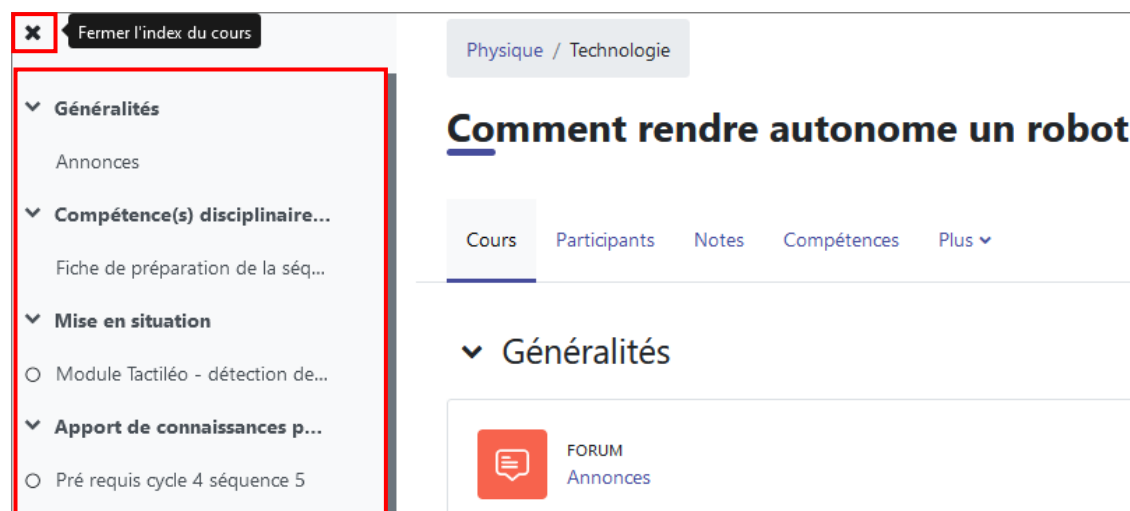 Fermer l'index du cours
Généralités
Annonces
Compétence(s) disciplinaire...
Fiche de préparation de la séq...
Mise en situation
Module Tactiléo - détection de...
Apport de connaissances p...
Pré requis cycle 4 séquence 5
Physique / Technologie
Comment rendre autonome un robot
Cours Participants Notes Compétences Plus
Généralités
FORUM
Annonces